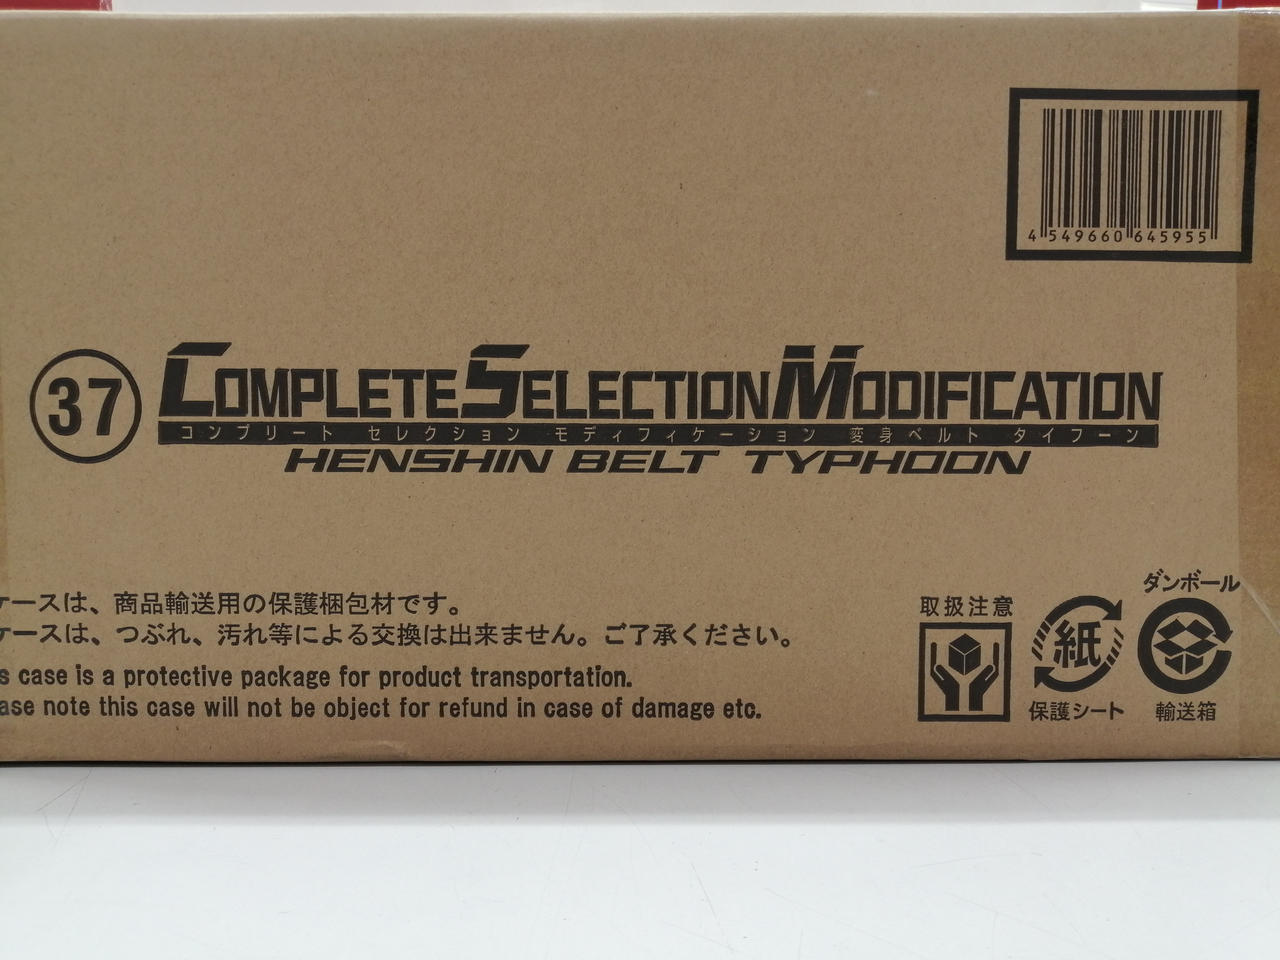 4 549660 645955
37
COMPLETE SELECTION MODIFICATION
コンプリート セレクション モディフィケーション 変身ベルト タイフーン
HENSHIN BELT TYPHOON
ケースは、商品輸送用の保護梱包材です。
ケースは、つぶれ、汚れ等による交換は出来ません。ご了承ください。
s case is a protective package for product transportation.
ase note this case will not be object for refund in case of damage etc.
取扱注意
紙
保護シート
ダンボール
輸送箱